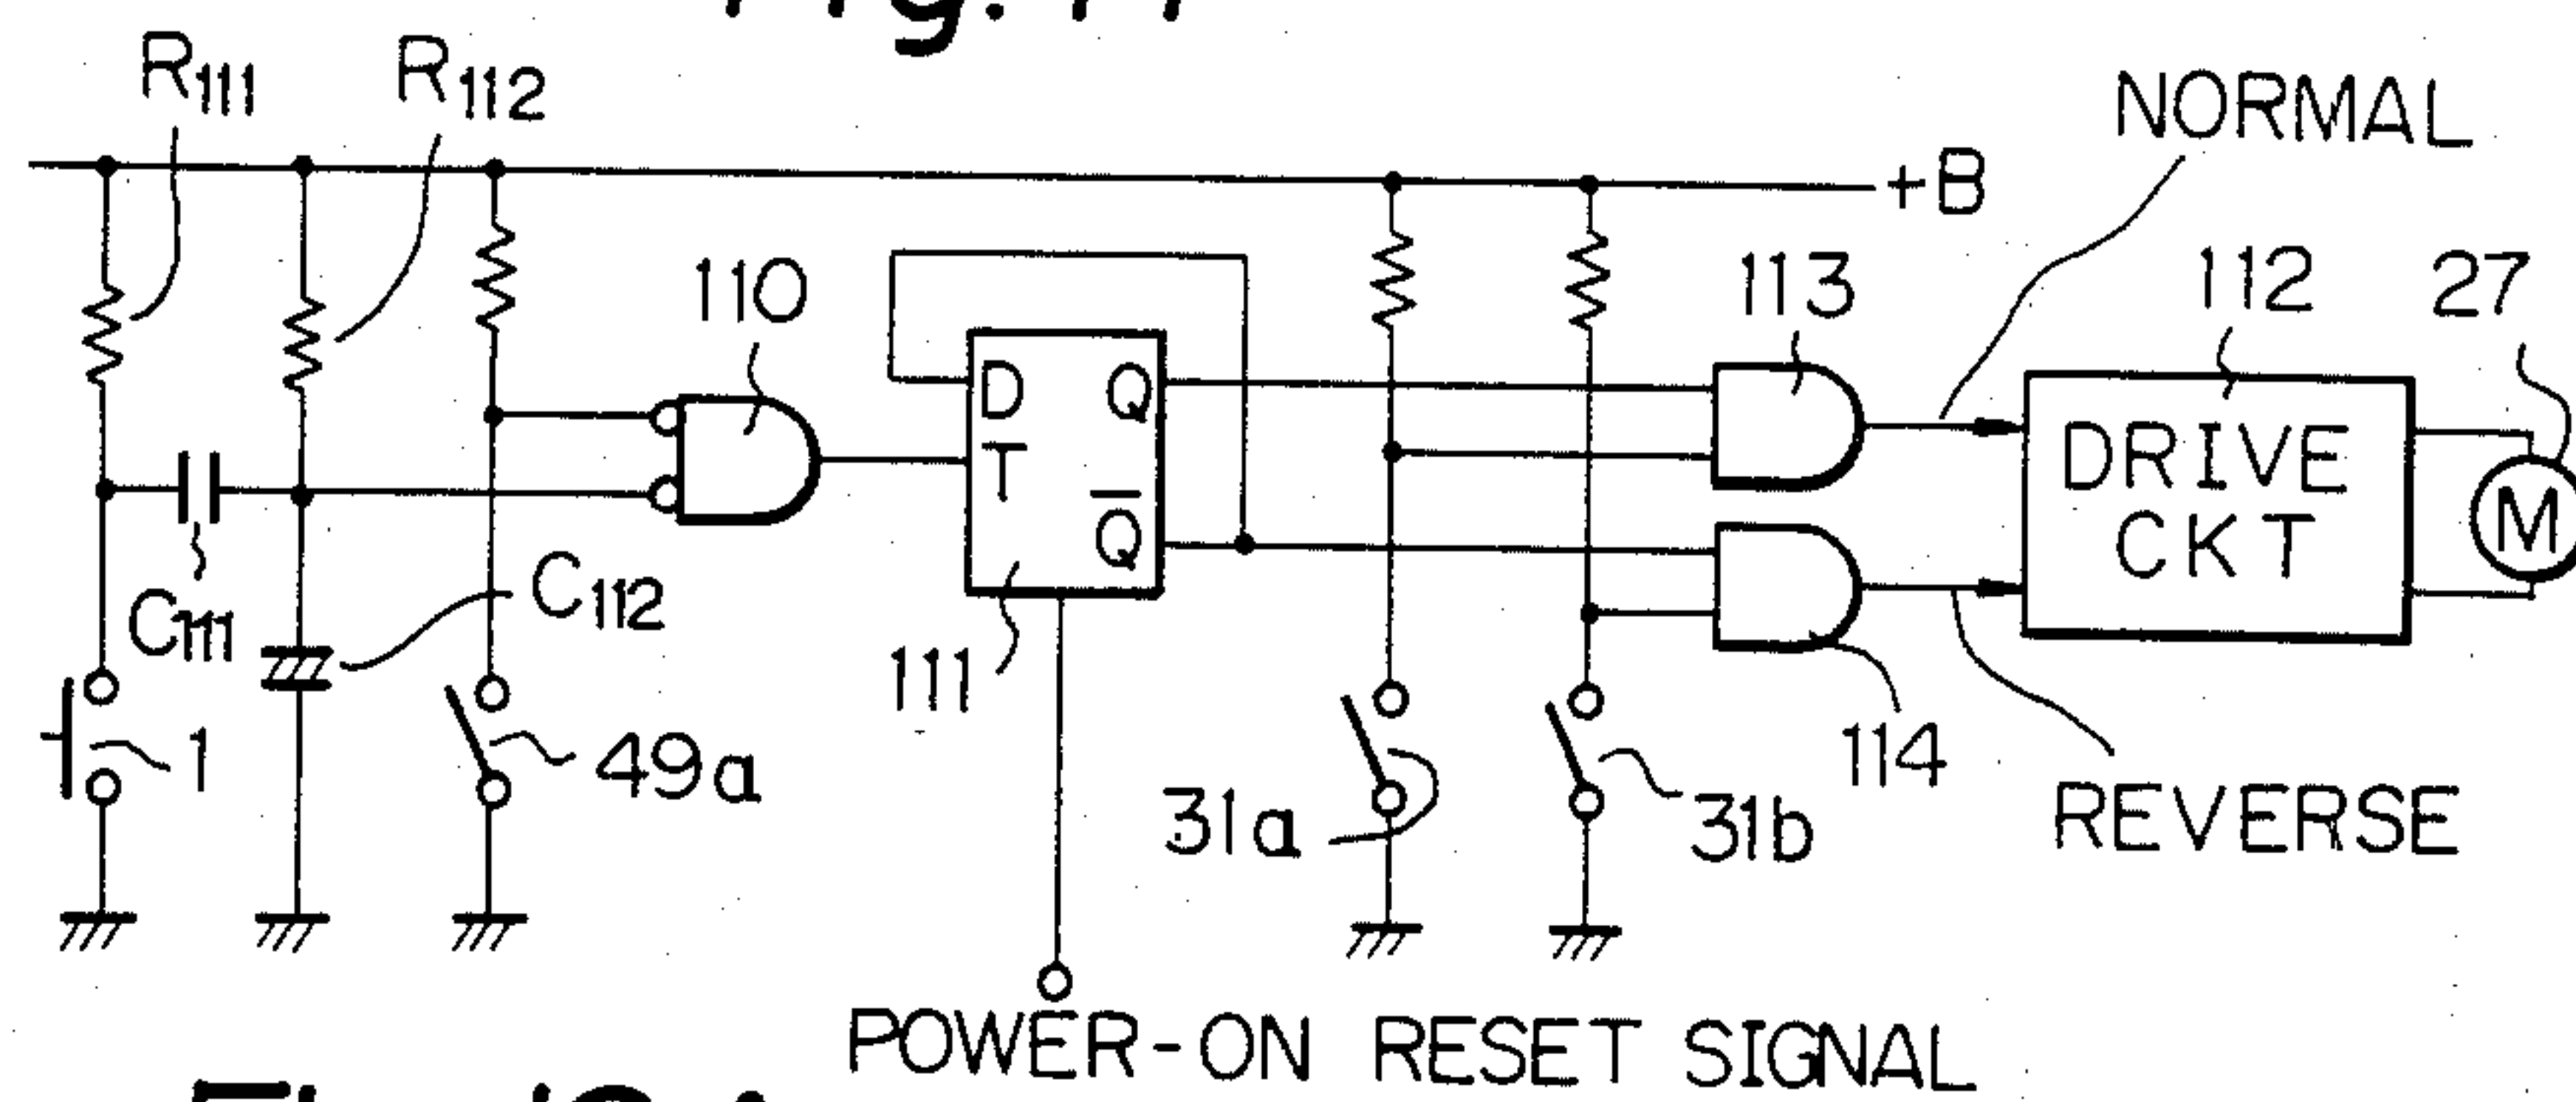 R111
R112
NORMAL
+B
110
113
112
27
D
Q
T
Q̅
DRIVE
CKT
M
C111
C112
111
1
49a
31a
31b
114
REVERSE
POWER-ON RESET SIGNAL